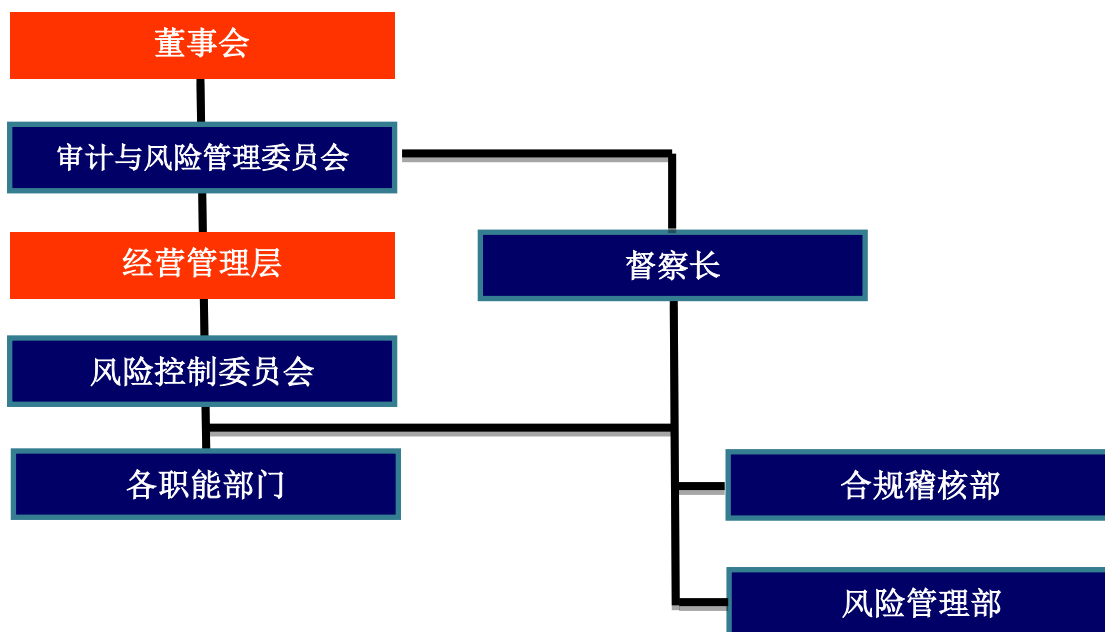 董事会
审计与风险管理委员会
经营管理层
督察长
风险控制委员会
各职能部门
合规稽核部
风险管理部